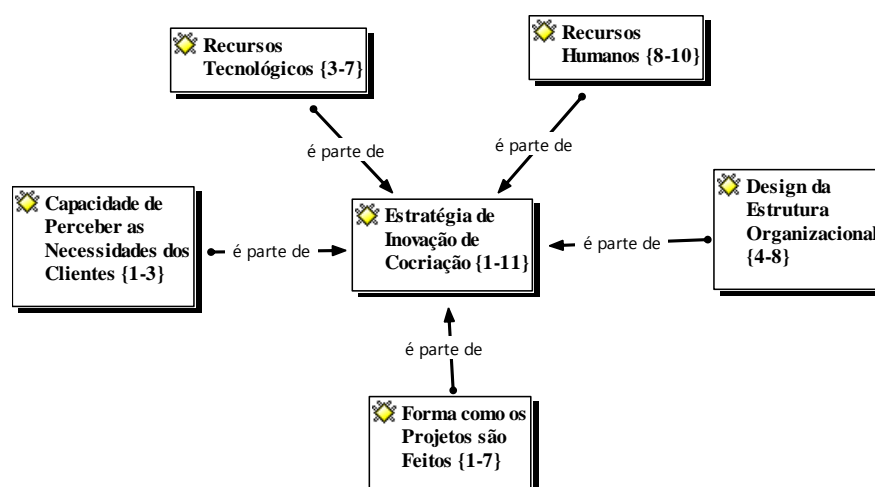 Recursos
Tecnológicos {3-7}
Recursos
Humanos {8-10}
é parte de
é parte de
Capacidade de
Perceber as
Necessidades dos
Clientes {1-3}
é parte de
Estratégia de
Inovação de
Cocriação {1-11}
é parte de
Design da
Estrutura
Organizacional
{4-8}
é parte de
Forma como os
Projetos são
Feitos {1-7}